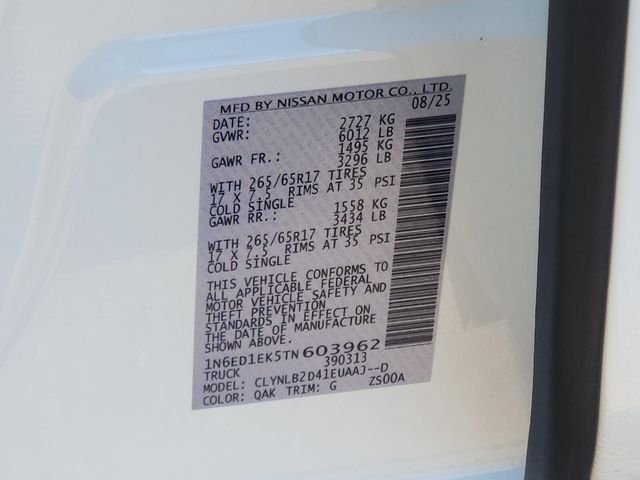 MFD BY NISSAN MOTOR CO., LTD.
DATE: 08/25
GVWR: 2727 KG
6012 LB
GAWR FR.: 1495 KG
3296 LB
WITH 265/65R17 TIRES
17 X 7.5 RIMS AT 35 PSI
COLD SINGLE
GAWR RR.: 1558 KG
3434 LB
WITH 265/65R17 TIRES
17 X 7.5 RIMS AT 35 PSI
COLD SINGLE
THIS VEHICLE CONFORMS TO
ALL APPLICABLE FEDERAL
MOTOR VEHICLE SAFETY AND
THEFT PREVENTION
STANDARDS IN EFFECT ON
THE DATE OF MANUFACTURE
SHOWN ABOVE.
1N6ED1EK5TN603962
TRUCK 390313
MODEL: CLYNLB2D41EUAAJ--D
COLOR: QAK TRIM: G ZS00A